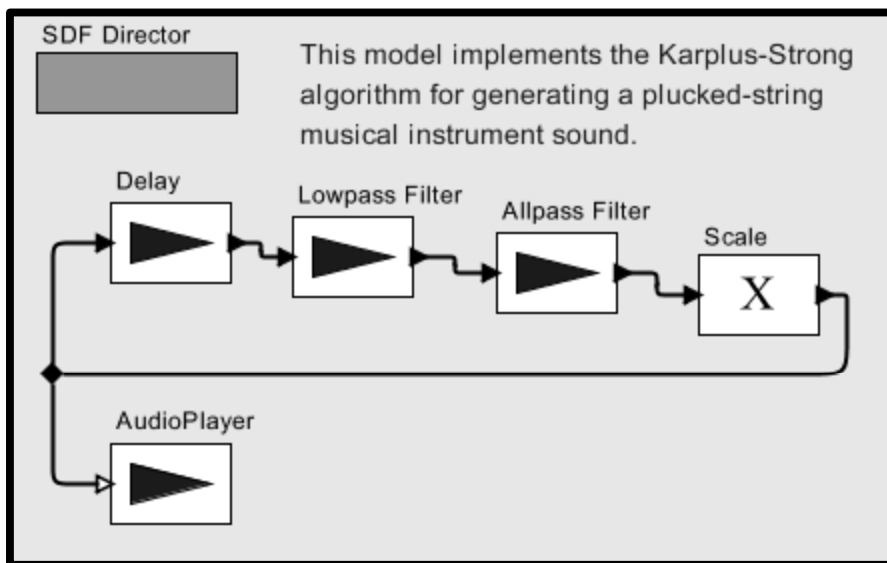 SDF Director
This model implements the Karplus-Strong
algorithm for generating a plucked-string
musical instrument sound.
Delay
Lowpass Filter
Allpass Filter
Scale
X
AudioPlayer